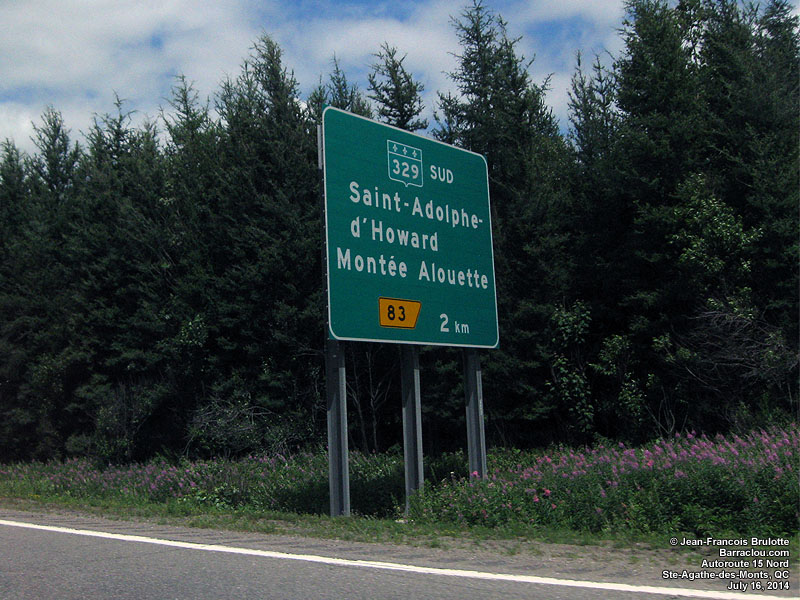 329 SUD
Saint-Adolphe-
d'Howard
Montée Alouette
83 2 km
© Jean-Francois Brulotte
Barraclou.com
Autoroute 15 Nord
Ste-Agathe-des-Monts, QC
July 16, 2014